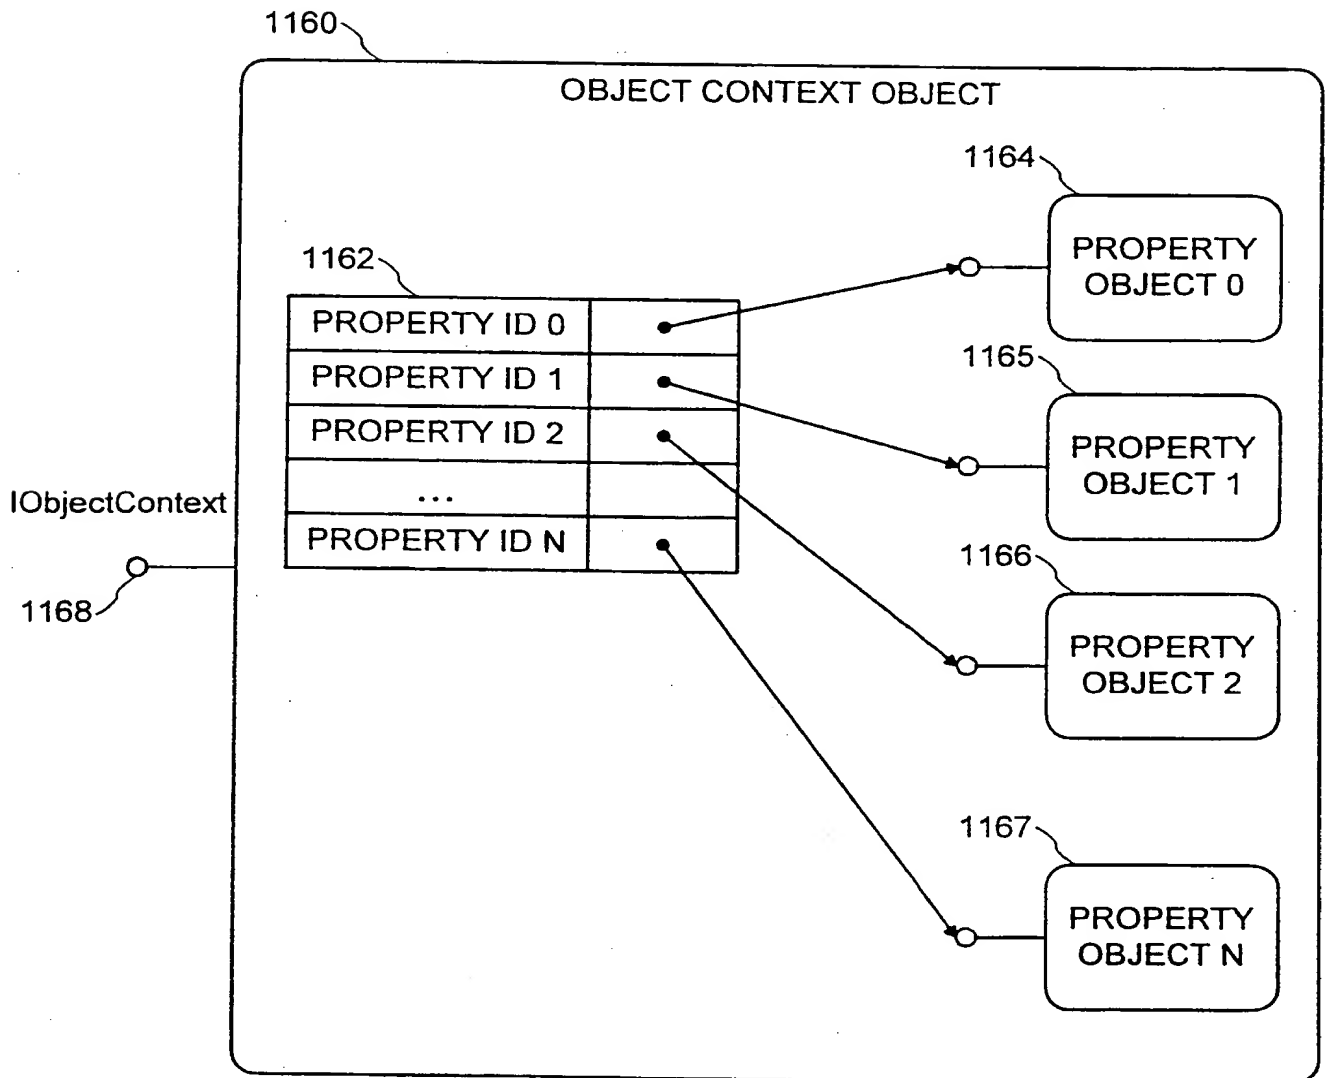 1160
OBJECT CONTEXT OBJECT
1164
PROPERTY
OBJECT 0
1162
PROPERTY ID 0
PROPERTY ID 1
PROPERTY ID 2
...
PROPERTY ID N
1165
PROPERTY
OBJECT 1
IObjectContext
1168
1166
PROPERTY
OBJECT 2
1167
PROPERTY
OBJECT N